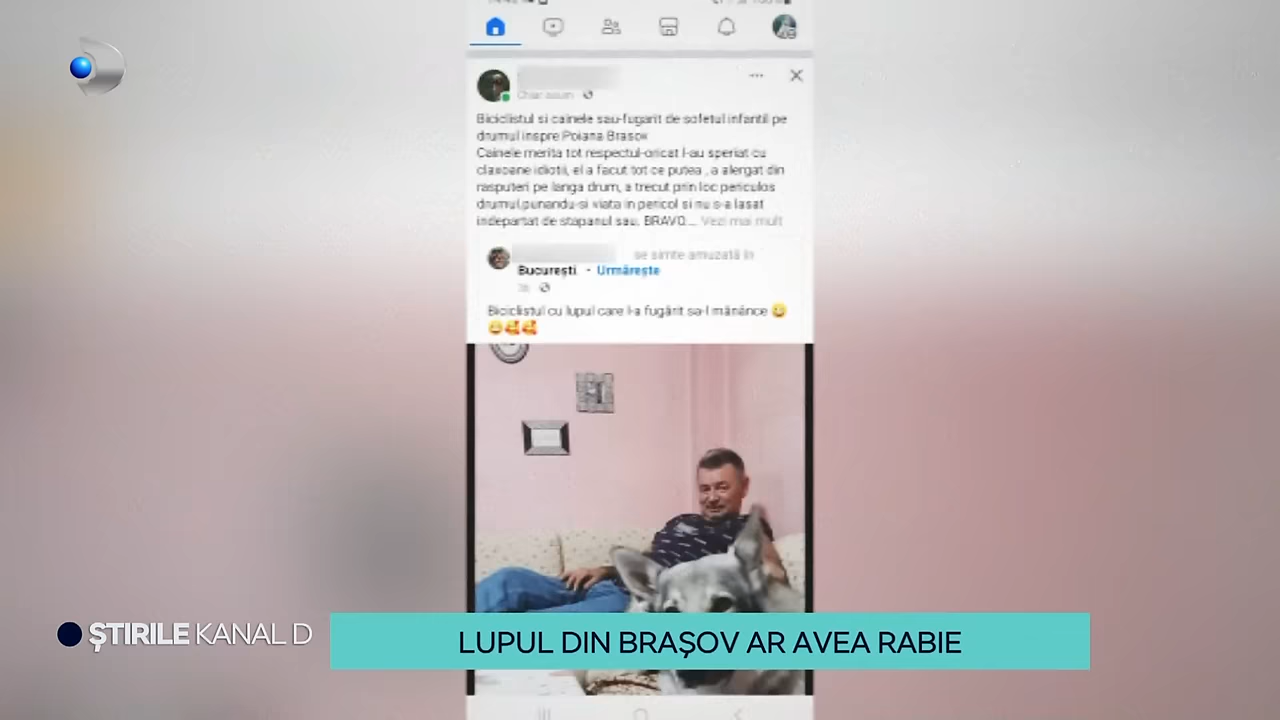 Chiar acum
Biciclistul si cainele sau-fugarit de sofetul infantil pe
drumul inspre Poiana Brasov
Cainele merita tot respectul-oricat l-au speriat cu
claxoane idiotii, el a facut tot ce putea , a alergat din
rasputeri pe langa drum, a trecut prin loc periculos
drumul,punandu-si viata in pericol si nu s-a lasat
indepartat de stapanul sau. BRAVO.... Vezi mai mult
se simte amuzată în
București · Urmărește
Biciclistul cu lupul care l-a fugărit sa-l mănânce 😀
😄🥰🥰
ȘTIRILE KANAL D
LUPUL DIN BRAȘOV AR AVEA RABIE